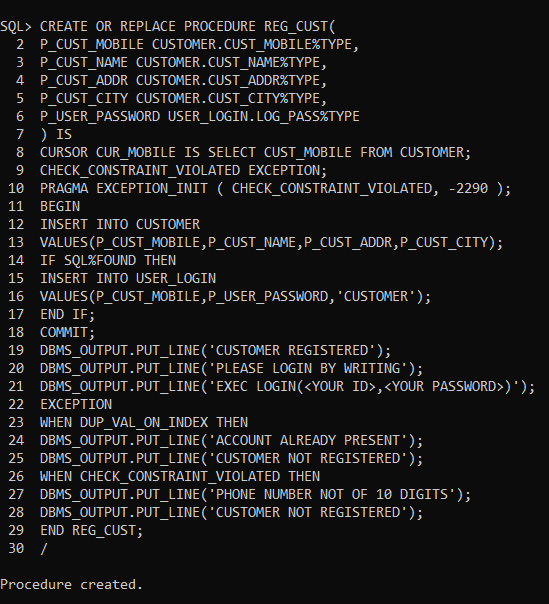 SQL> CREATE OR REPLACE PROCEDURE REG_CUST(
  2  P_CUST_MOBILE CUSTOMER.CUST_MOBILE%TYPE,
  3  P_CUST_NAME CUSTOMER.CUST_NAME%TYPE,
  4  P_CUST_ADDR CUSTOMER.CUST_ADDR%TYPE,
  5  P_CUST_CITY CUSTOMER.CUST_CITY%TYPE,
  6  P_USER_PASSWORD USER_LOGIN.LOG_PASS%TYPE
  7  ) IS
  8  CURSOR CUR_MOBILE IS SELECT CUST_MOBILE FROM CUSTOMER;
  9  CHECK_CONSTRAINT_VIOLATED EXCEPTION;
 10  PRAGMA EXCEPTION_INIT ( CHECK_CONSTRAINT_VIOLATED, -2290 );
 11  BEGIN
 12  INSERT INTO CUSTOMER
 13  VALUES(P_CUST_MOBILE,P_CUST_NAME,P_CUST_ADDR,P_CUST_CITY);
 14  IF SQL%FOUND THEN
 15  INSERT INTO USER_LOGIN
 16  VALUES(P_CUST_MOBILE,P_USER_PASSWORD,'CUSTOMER');
 17  END IF;
 18  COMMIT;
 19  DBMS_OUTPUT.PUT_LINE('CUSTOMER REGISTERED');
 20  DBMS_OUTPUT.PUT_LINE('PLEASE LOGIN BY WRITING');
 21  DBMS_OUTPUT.PUT_LINE('EXEC LOGIN(<YOUR ID>,<YOUR PASSWORD>)');
 22  EXCEPTION
 23  WHEN DUP_VAL_ON_INDEX THEN
 24  DBMS_OUTPUT.PUT_LINE('ACCOUNT ALREADY PRESENT');
 25  DBMS_OUTPUT.PUT_LINE('CUSTOMER NOT REGISTERED');
 26  WHEN CHECK_CONSTRAINT_VIOLATED THEN
 27  DBMS_OUTPUT.PUT_LINE('PHONE NUMBER NOT OF 10 DIGITS');
 28  DBMS_OUTPUT.PUT_LINE('CUSTOMER NOT REGISTERED');
 29  END REG_CUST;
 30  /
Procedure created.